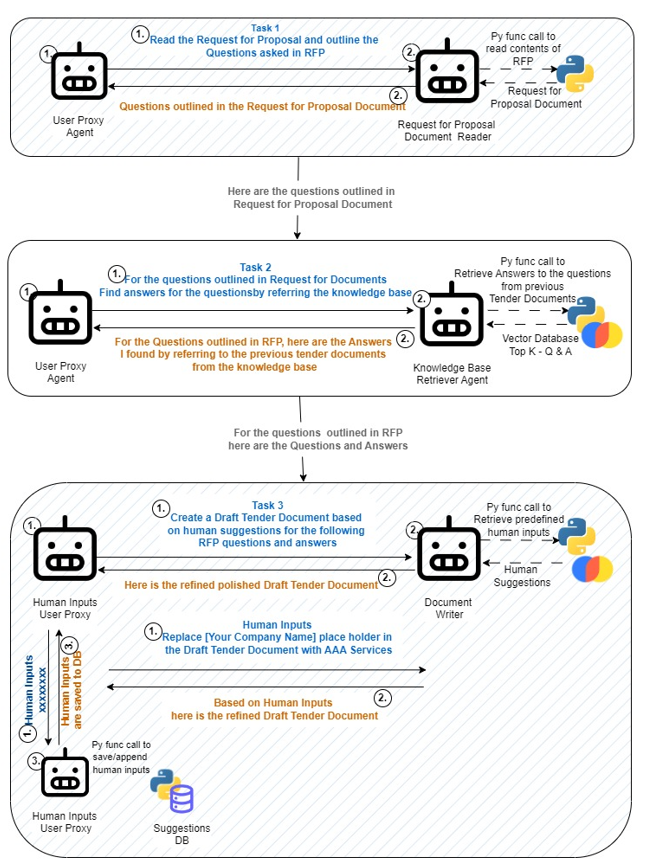 Task 1
1.
Read the Request for Proposal and outline the
Questions asked in RFP
1.
2.
Py func call to
read contents of
RFP
Request for
Proposal Document
2.
Questions outlined in the Request for Proposal Document
User Proxy
Agent
Request for Proposal
Document Reader
Here are the questions outlined in
Request for Proposal Document
Task 2
1.
For the questions outlined in Request for Documents
Find answers for the questionsby referring the knowledge base
1.
2.
Py func call to
Retrieve Answers to the questions
from previous
Tender Documents
Vector Database
Top K - Q & A
2.
For the Questions outlined in RFP, here are the Answers
I found by referring to the previous tender documents
from the knowledge base
User Proxy
Agent
Knowledge Base
Retriever Agent
For the questions outlined in RFP
here are the Questions and Answers
Task 3
1.
Create a Draft Tender Document based
on human suggestions for the following
RFP questions and answers
1.
2.
Py func call to
Retrieve predefined
human inputs
Human
Suggestions
2.
Here is the refined polished Draft Tender Document
Human Inputs
User Proxy
Document
Writer
Human Inputs
1.
Replace [Your Company Name] place holder in
the Draft Tender Document with AAA Services
2.
Based on Human Inputs
here is the refined Draft Tender Document
1.
Human Inputs
xxxxxxxx
3.
Human Inputs
are saved to DB
3.
Py func call to
save/append
human inputs
Human Inputs
User Proxy
Suggestions
DB